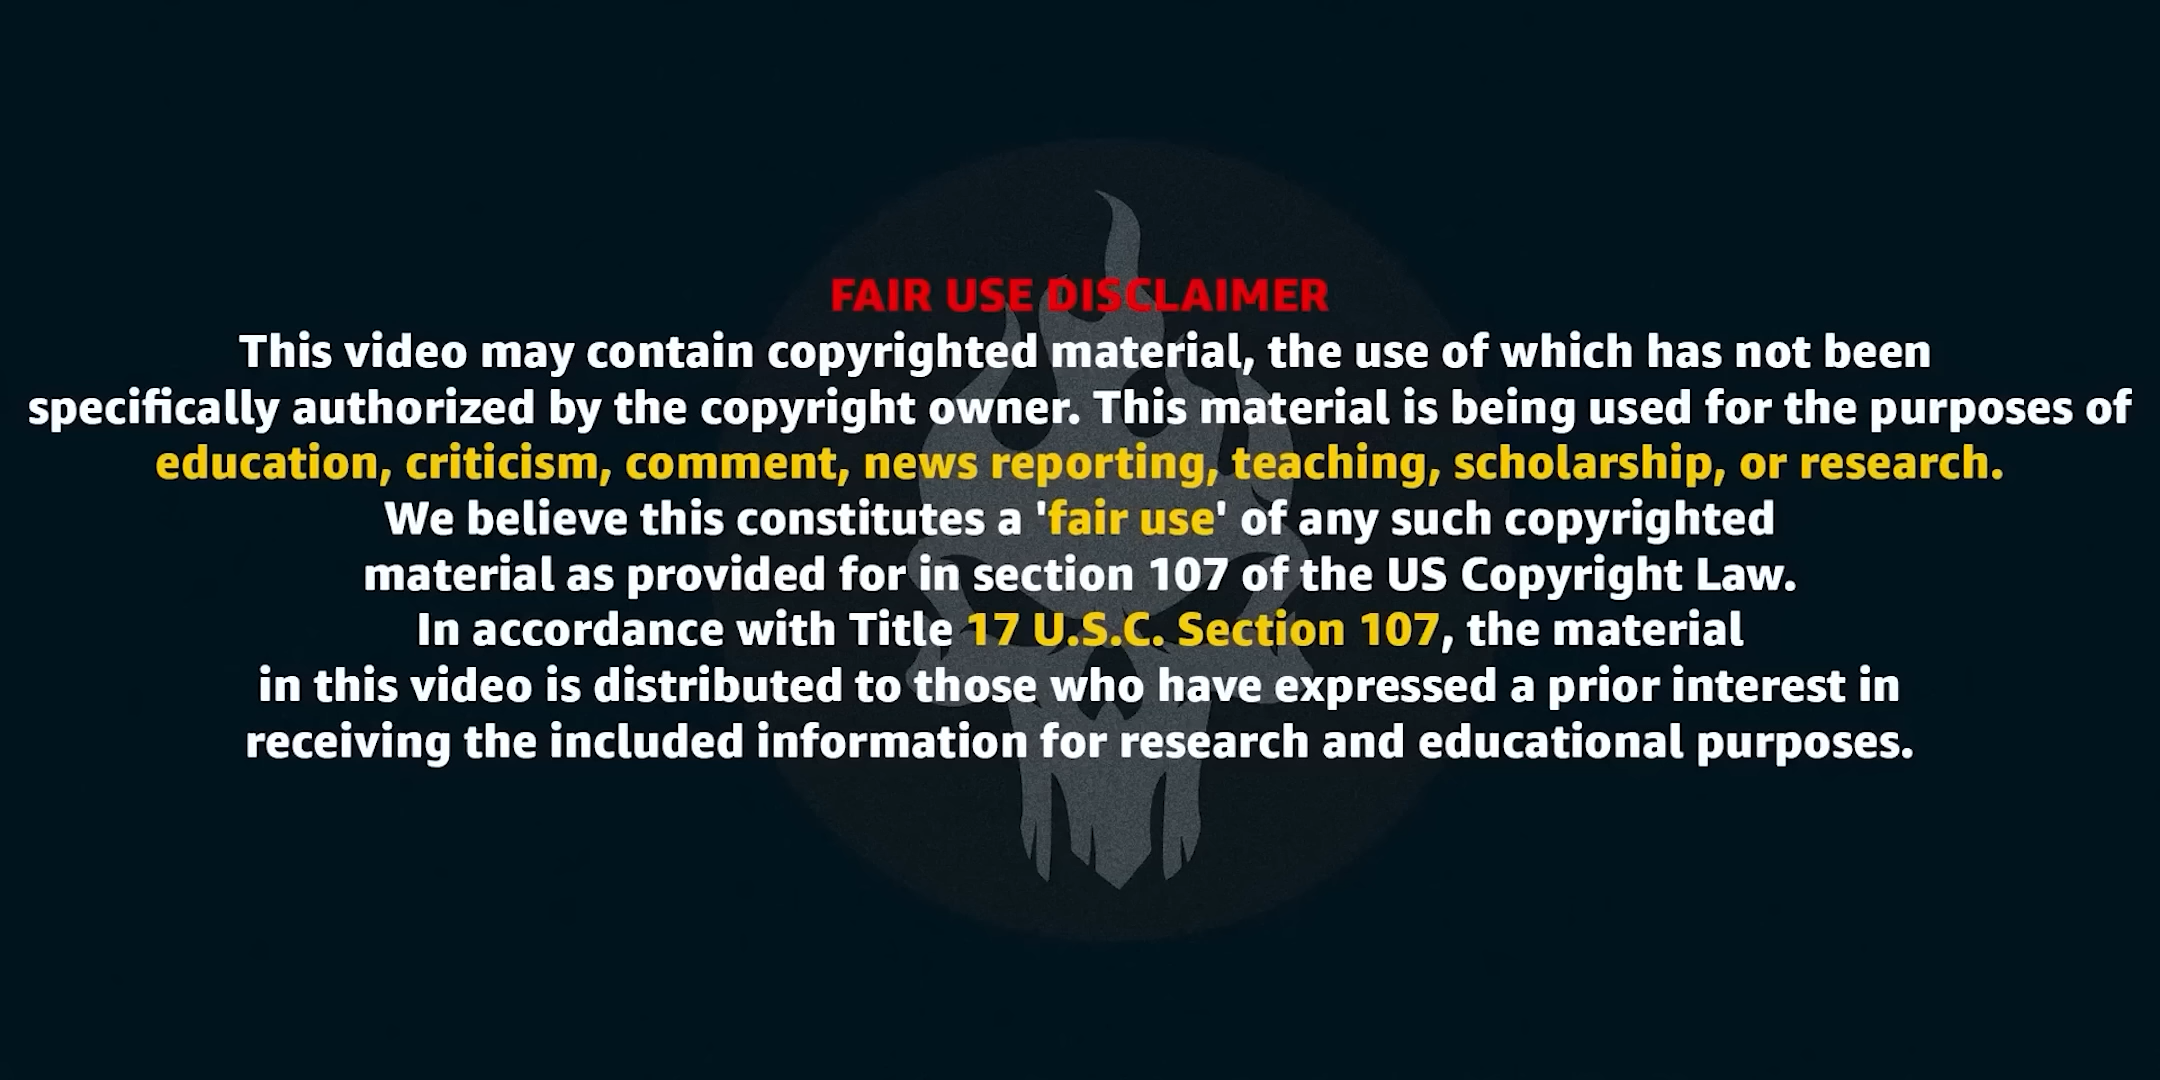 FAIR USE DISCLAIMER
This video may contain copyrighted material, the use of which has not been
specifically authorized by the copyright owner. This material is being used for the purposes of
education, criticism, comment, news reporting, teaching, scholarship, or research.
We believe this constitutes a 'fair use' of any such copyrighted
material as provided for in section 107 of the US Copyright Law.
In accordance with Title 17 U.S.C. Section 107, the material
in this video is distributed to those who have expressed a prior interest in
receiving the included information for research and educational purposes.